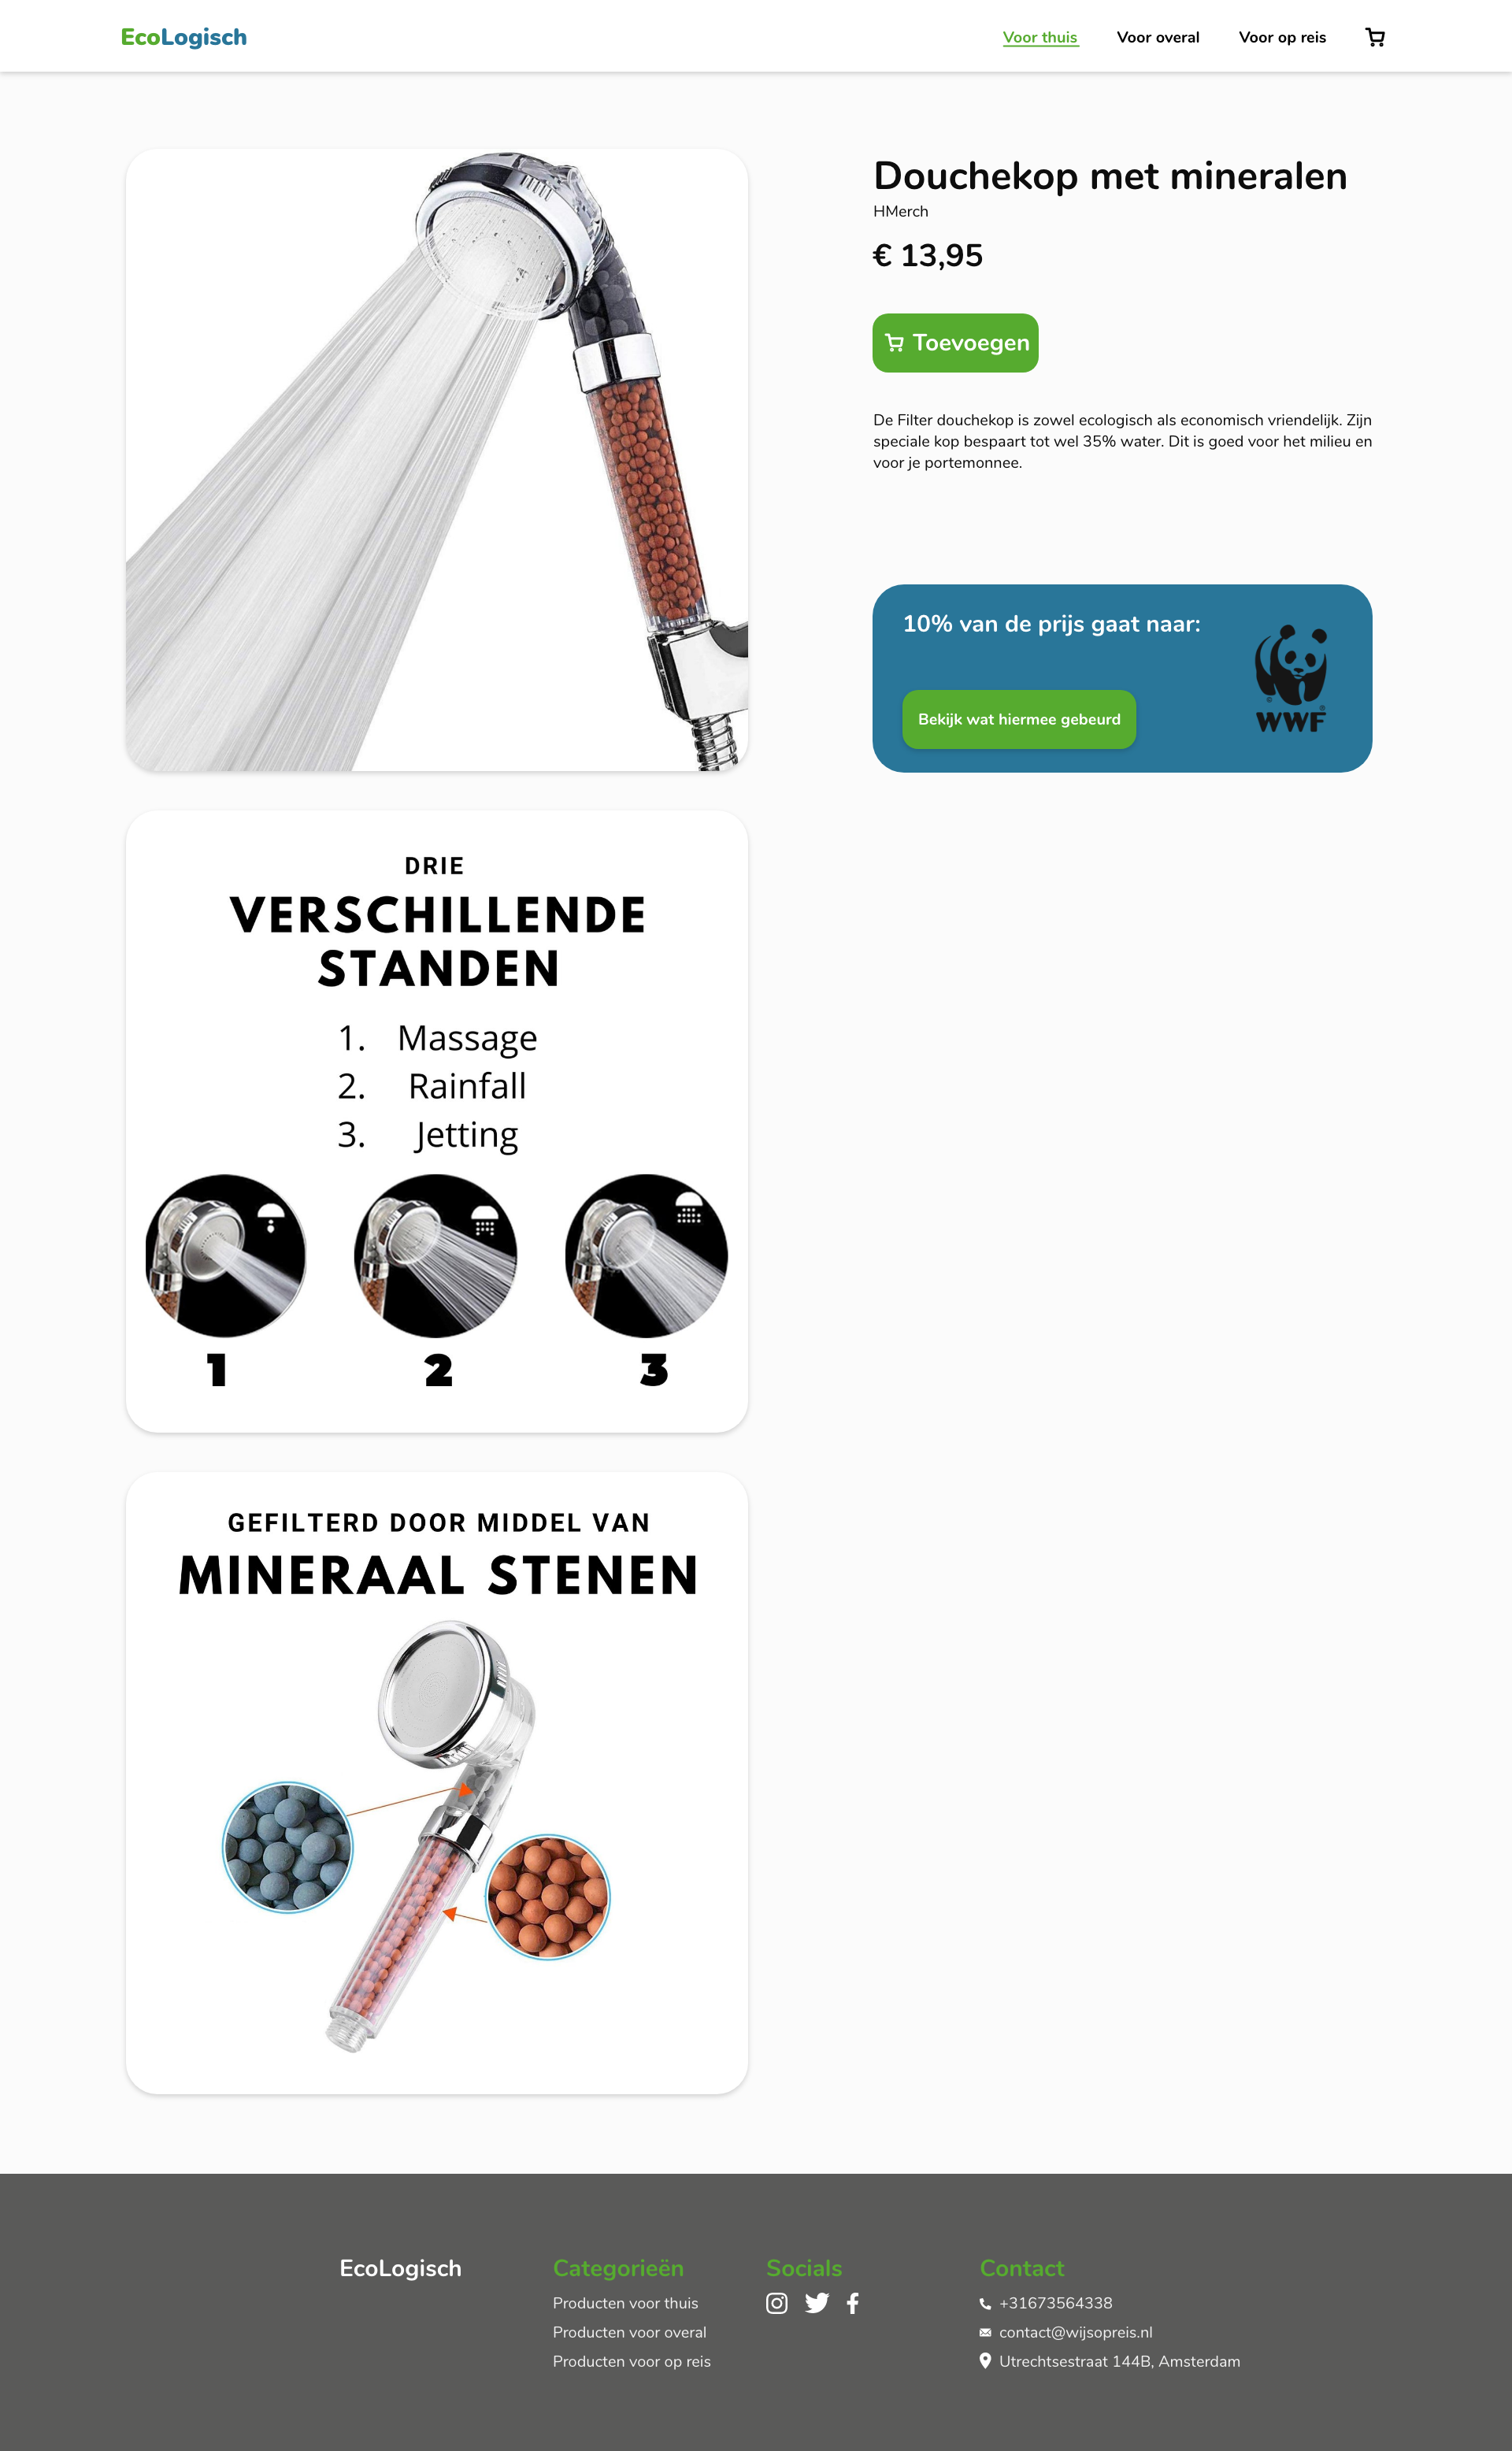 EcoLogisch
Voor thuis
Voor overal
Voor op reis
Douchekop met mineralen
HMerch
€ 13,95
Toevoegen
De Filter douchekop is zowel ecologisch als economisch vriendelijk. Zijn
speciale kop bespaart tot wel 35% water. Dit is goed voor het milieu en
voor je portemonnee.
10% van de prijs gaat naar:
Bekijk wat hiermee gebeurd
©
®
WWF
DRIE
VERSCHILLENDE
STANDEN
1. Massage
2. Rainfall
3. Jetting
1
2
3
GEFILTERD DOOR MIDDEL VAN
MINERAAL STENEN
EcoLogisch
Categorieën
Producten voor thuis
Producten voor overal
Producten voor op reis
Socials
Contact
+31673564338
contact@wijsopreis.nl
Utrechtsestraat 144B, Amsterdam